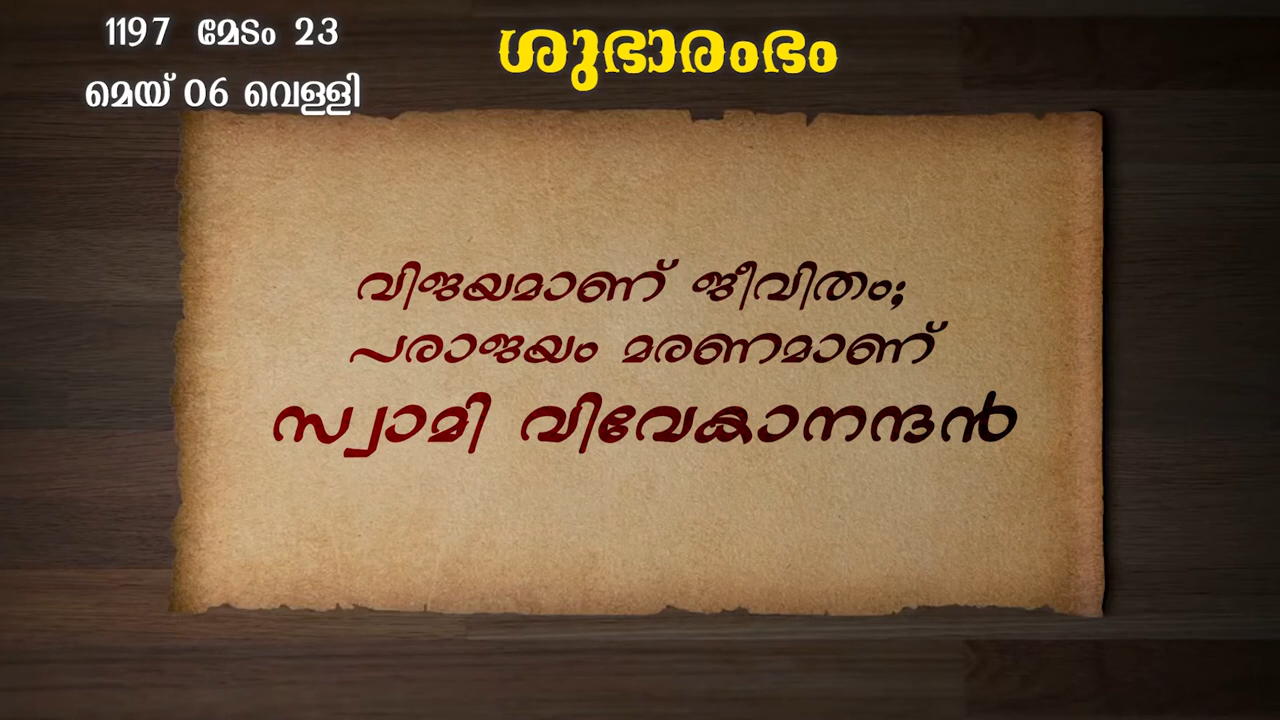 1197 മേടം 23
മെയ് 06 വെള്ളി
ശുഭാരംഭം
വിജയമാണ് ജീവിതം;
പരാജയം മരണമാണ്
സ്വാമി വിവേകാനന്ദൻ